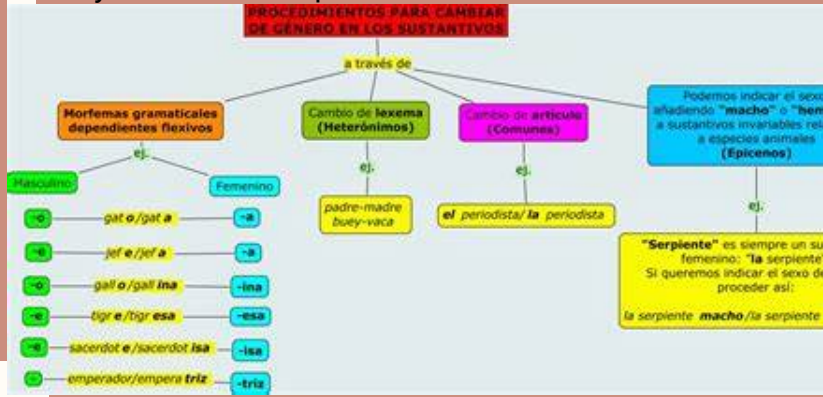 PROCEDIMIENTOS PARA CAMBIAR
DE GÉNERO EN LOS SUSTANTIVOS
a través de
Morfemas gramaticales
dependientes flexivos
ej.
Masculino
Femenino
-o
gat o/gat a
-a
-e
jef e/jef a
-a
-o
gall o/gall ina
-ina
-e
tigr e/tigr esa
-esa
-e
sacerdot e/sacerdot isa
-isa
-
emperador/empera triz
-triz
Cambio de lexema
(Heterónimos)
ej.
padre-madre
buey-vaca
Cambio de artículo
(Comunes)
ej.
el periodista/ la periodista
Podemos indicar el sexo
añadiendo "macho" o "hem
a sustantivos invariables rel
a especies animales
(Epicenos)
ej.
"Serpiente" es siempre un su
femenino: "la serpiente"
Si queremos indicar el sexo de
proceder así:
la serpiente macho/la serpiente